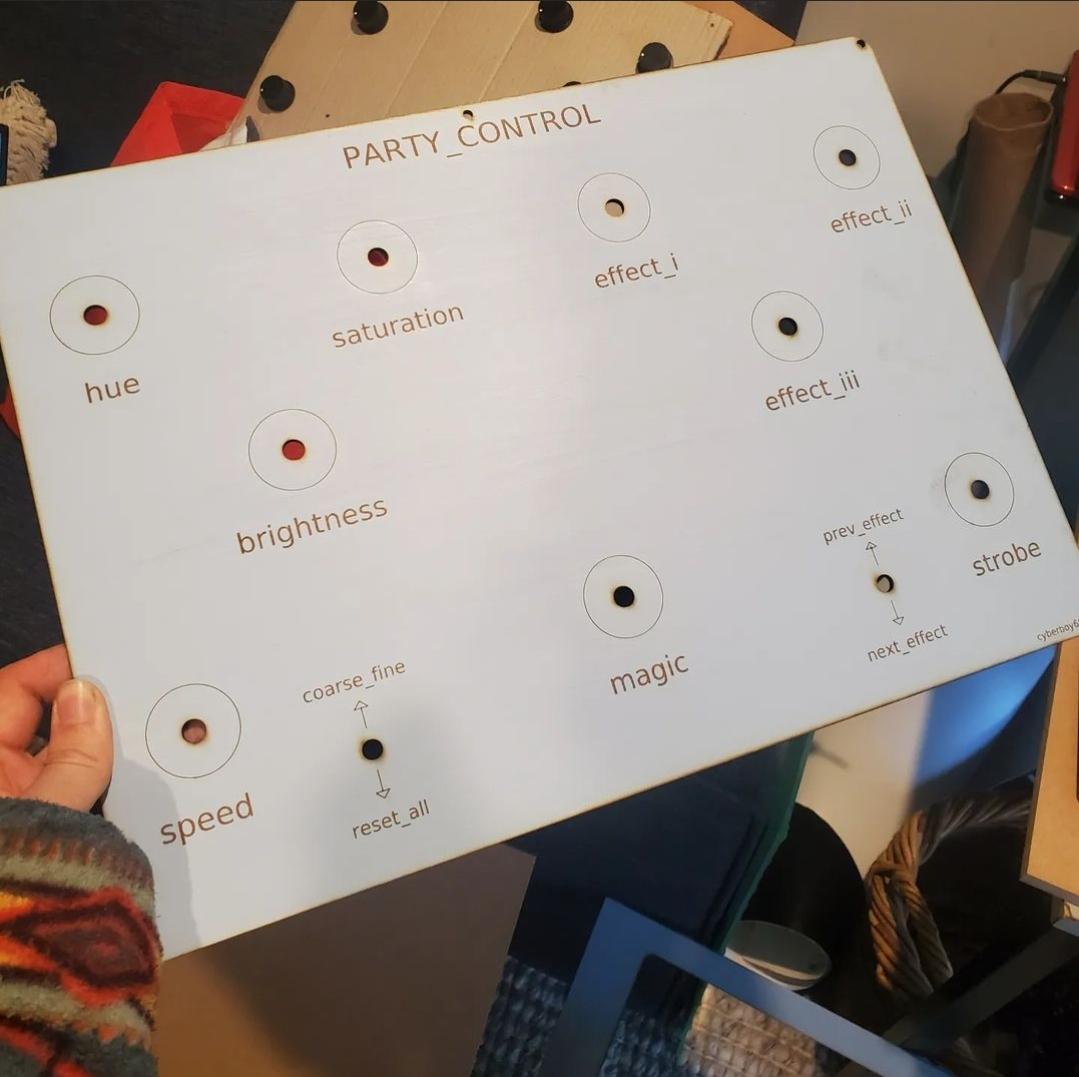 PARTY_CONTROL
effect_ii
effect_i
saturation
hue
effect_iii
brightness
prev_effect
strobe
next_effect
magic
coarse_fine
speed
reset_all